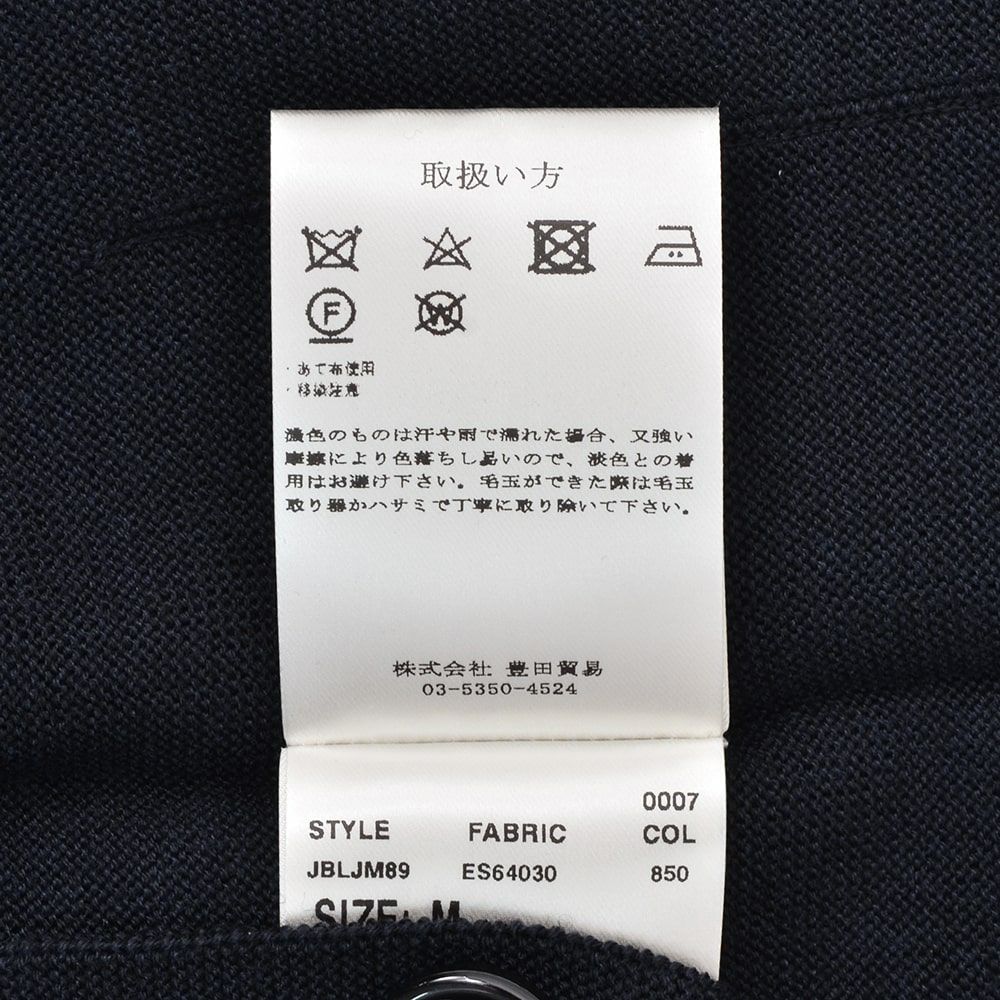 取扱い方
F
W
・あて布使用
・移染注意
濃色のものは汗や雨で濡れた場合、又強い
摩擦により色落ちし易いので、淡色との着
用はお避け下さい。毛玉ができた際は毛玉
取り器かハサミで丁寧に取り除いて下さい。
株式会社 豊田貿易
03-5350-4524
0007
STYLE FABRIC COL
JBLJM89 ES64030 850
SIZE: M